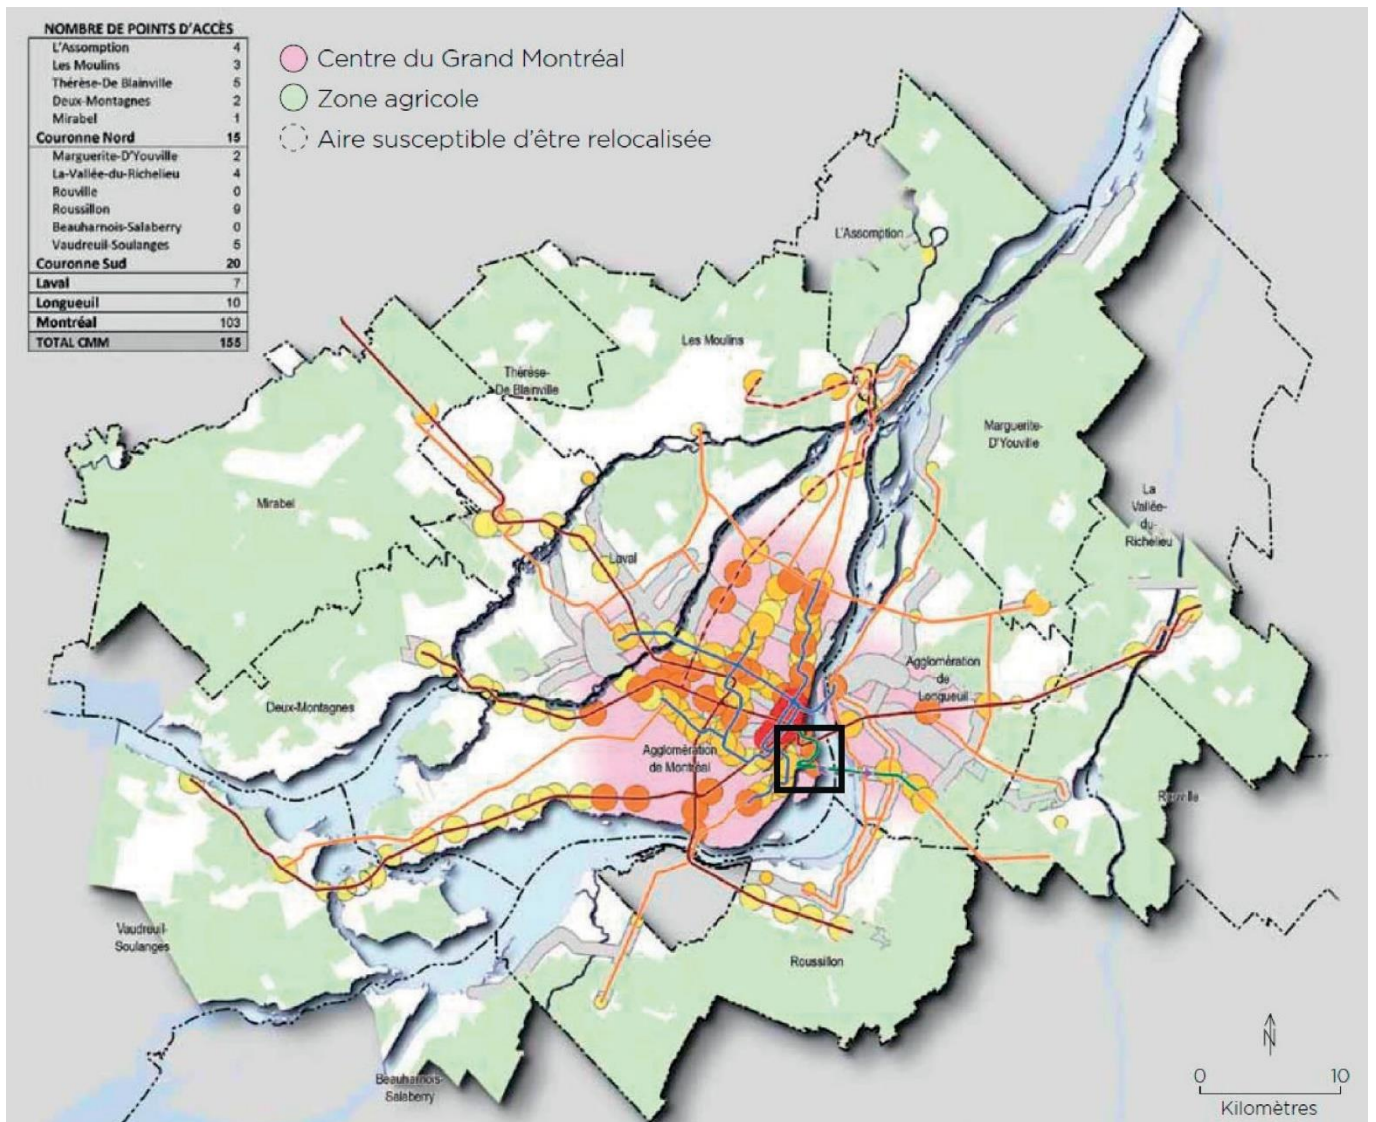 NOMBRE DE POINTS D'ACCÈS
L'Assomption 4
Les Moulins 3
Thérèse-De Blainville 5
Deux-Montagnes 2
Mirabel 1
Couronne Nord 15
Marguerite-D'Youville 2
La-Vallée-du-Richelieu 4
Rouville 0
Roussillon 9
Beauharnois-Salaberry 0
Vaudreuil-Soulanges 5
Couronne Sud 20
Laval 7
Longueuil 10
Montréal 103
TOTAL CMM 155
Centre du Grand Montréal
Zone agricole
Aire susceptible d'être relocalisée
L'Assomption
Les Moulins
Thérèse-
De Blainville
Marguerite-
D'Youville
Mirabel
La
Vallée-
du-
Richelieu
Laval
Agglomération
de
Longueuil
Deux-Montagnes
Agglomération
de Montréal
Rouville
Vaudreuil-
Soulanges
Roussillon
Beauharnois-
Salaberry
N
0 10
Kilomètres